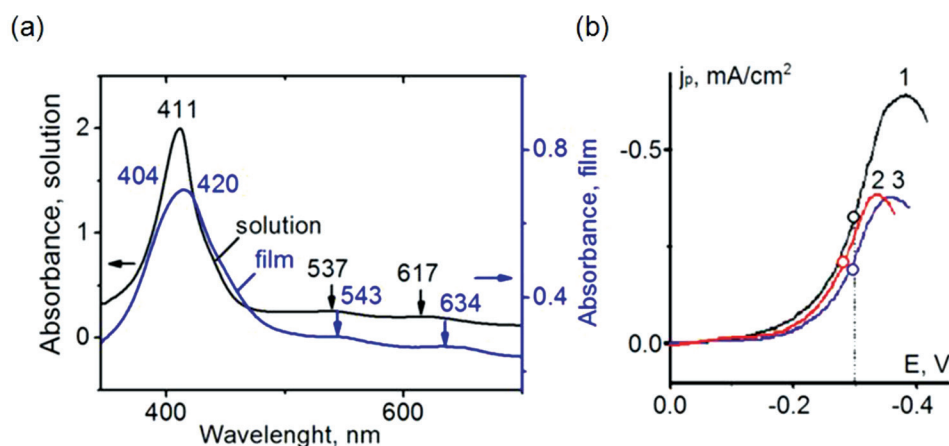 (a)
(b)
Absorbance, solution
2
1
0
411
404
420
solution
film
537
617
543
634
0.8
0.4
Absorbance, film
400
600
Wavelenght, nm
jₚ, mA/cm²
-0.5
0.0
1
2 3
E, V
0.0
-0.2
-0.4